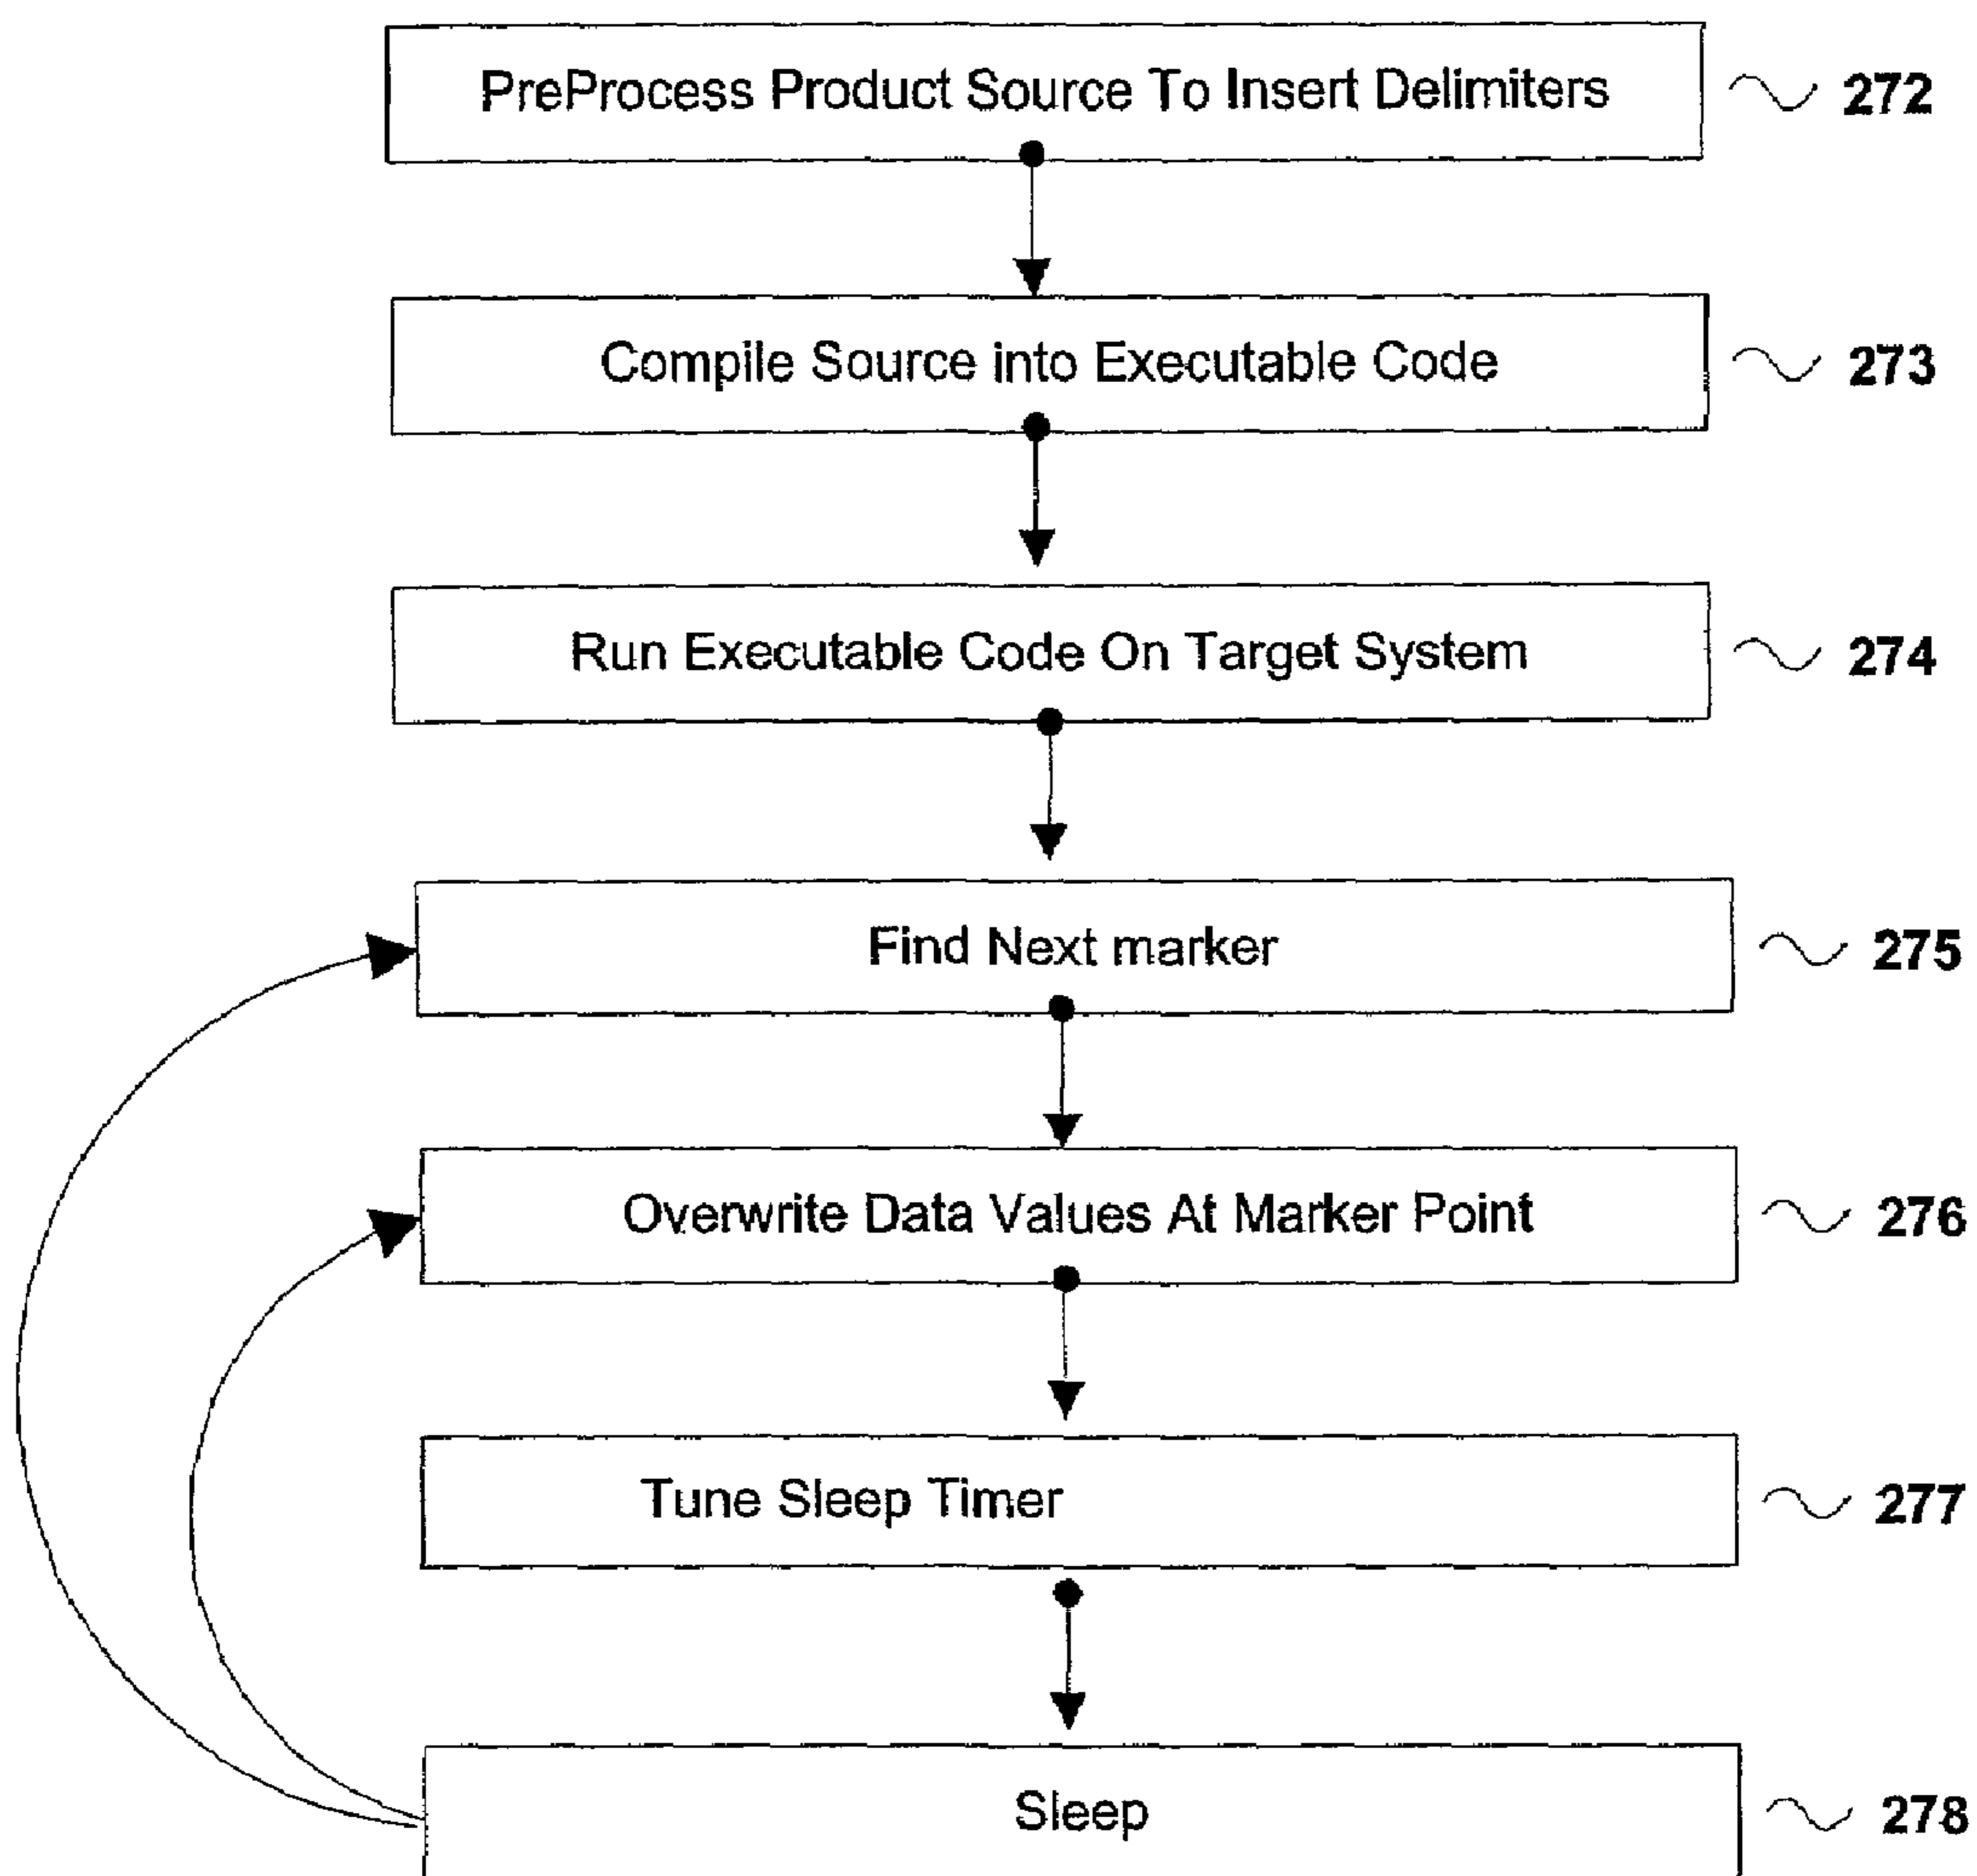 PreProcess Product Source To Insert Delimiters 272
Compile Source into Executable Code 273
Run Executable Code On Target System 274
Find Next marker 275
Overwrite Data Values At Marker Point 276
Tune Sleep Timer 277
Sleep 278